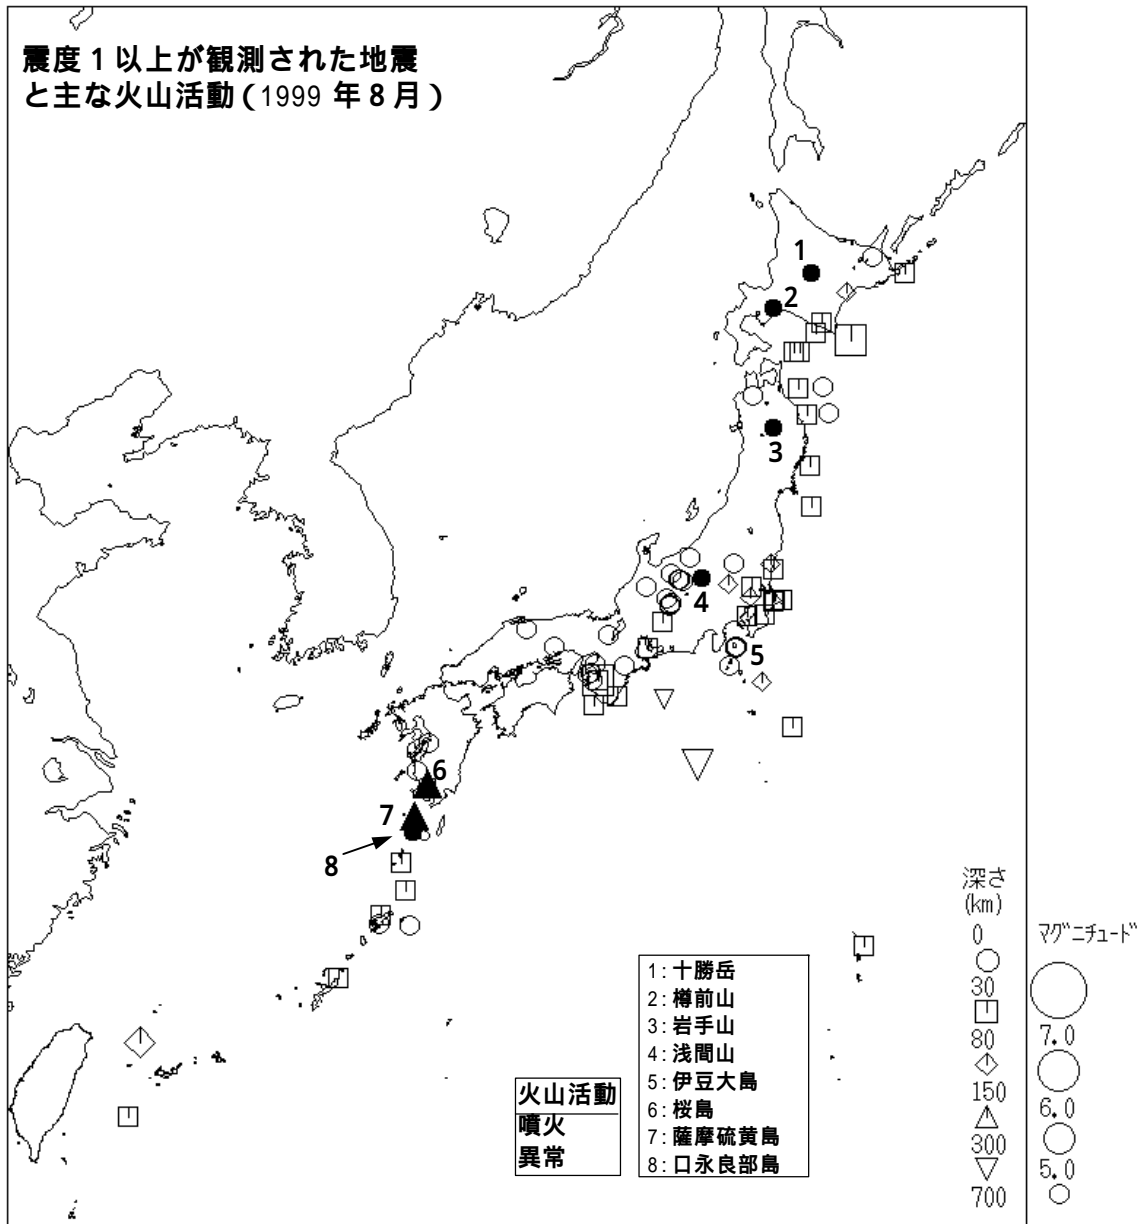 震度1以上が観測された地震
と主な火山活動(1999 年8月)
1
2
3
4
5
6
7
8
深さ
(km)
0
30
80
150
300
700
マグニチュード
7.0
6.0
5.0
火山活動
噴火
異常
1:十勝岳
2:樽前山
3:岩手山
4:浅間山
5:伊豆大島
6:桜島
7:薩摩硫黄島
8:口永良部島